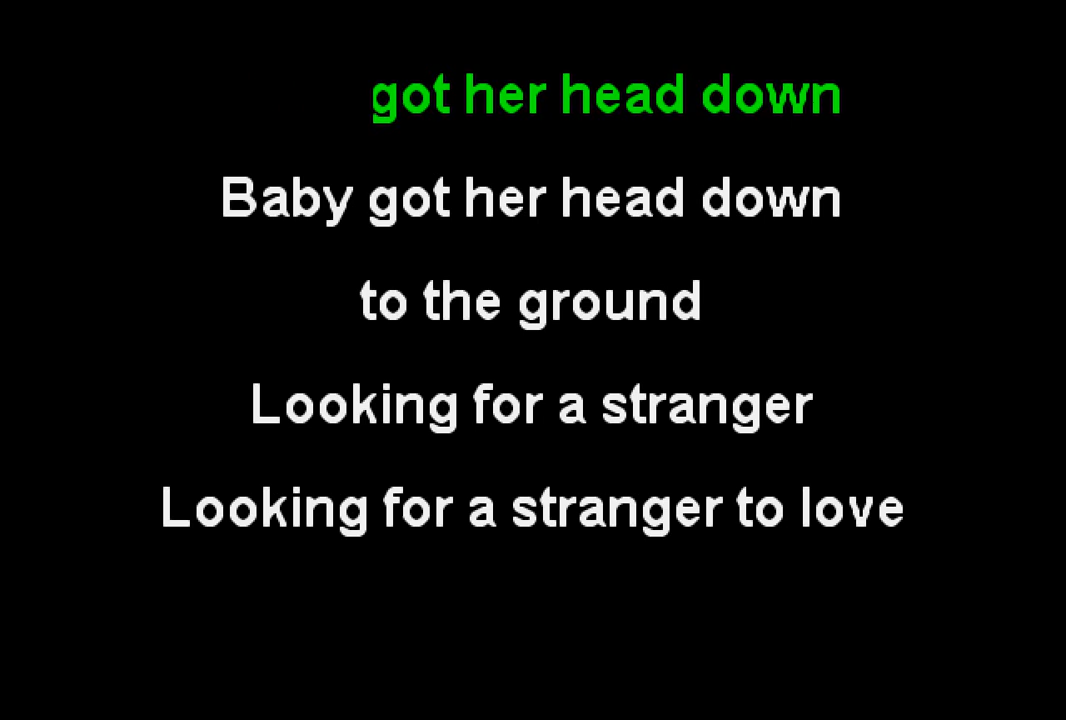 got her head down
Baby got her head down
to the ground
Looking for a stranger
Looking for a stranger to love